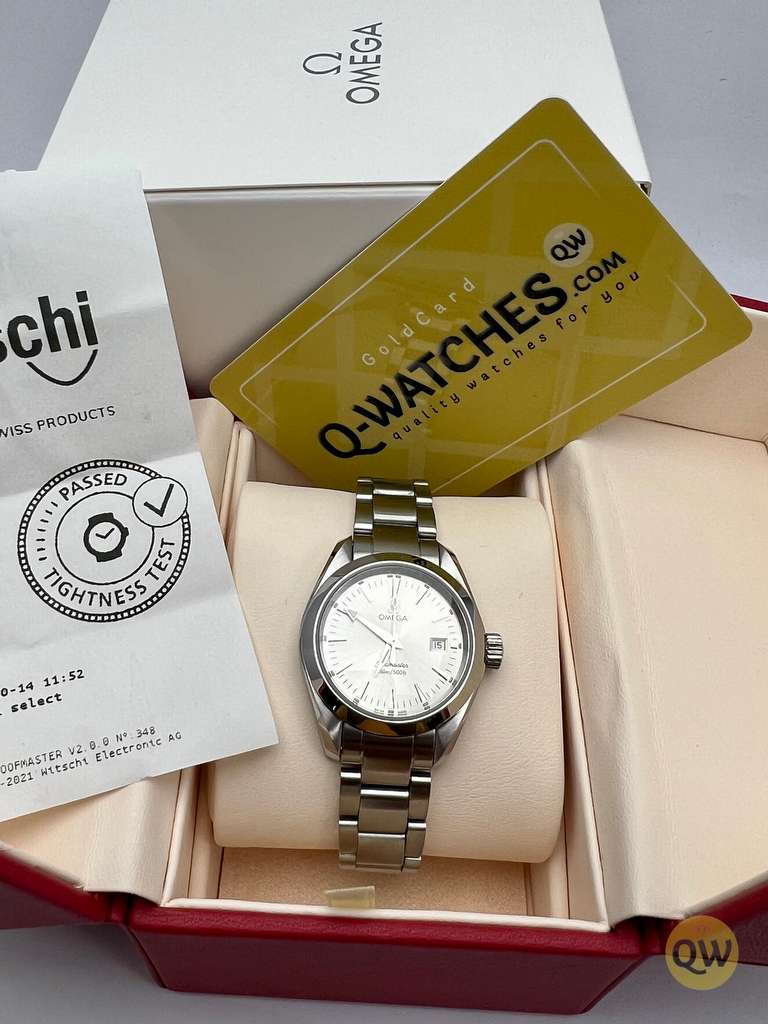 Ω
OMEGA
schi
WISS PRODUCTS
PASSED
TIGHTNESS TEST
0-14 11:52
select
OOFMASTER V2.0.0 N°.348
-2021 Witschi Electronic AG
GoldCard
QW
Q-WATCHES.COM
quality watches for you
Ω
OMEGA
15
QW